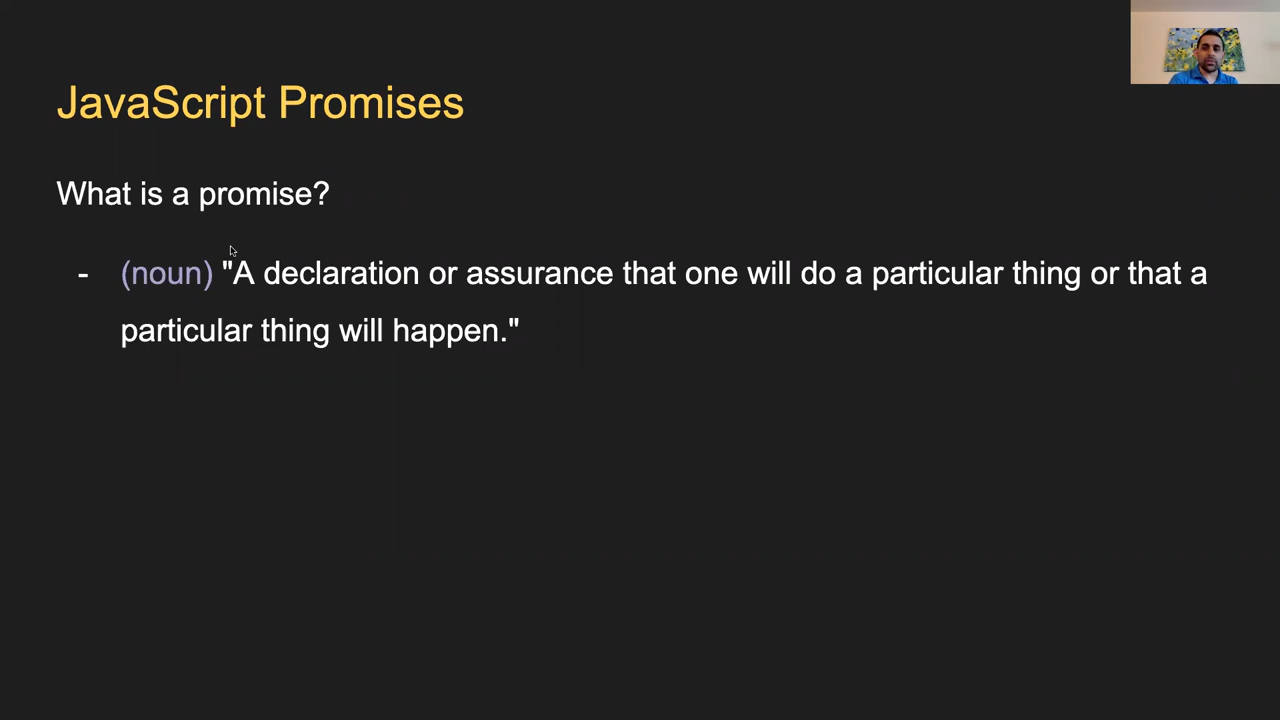 JavaScript Promises
What is a promise?
- (noun) "A declaration or assurance that one will do a particular thing or that a
particular thing will happen."